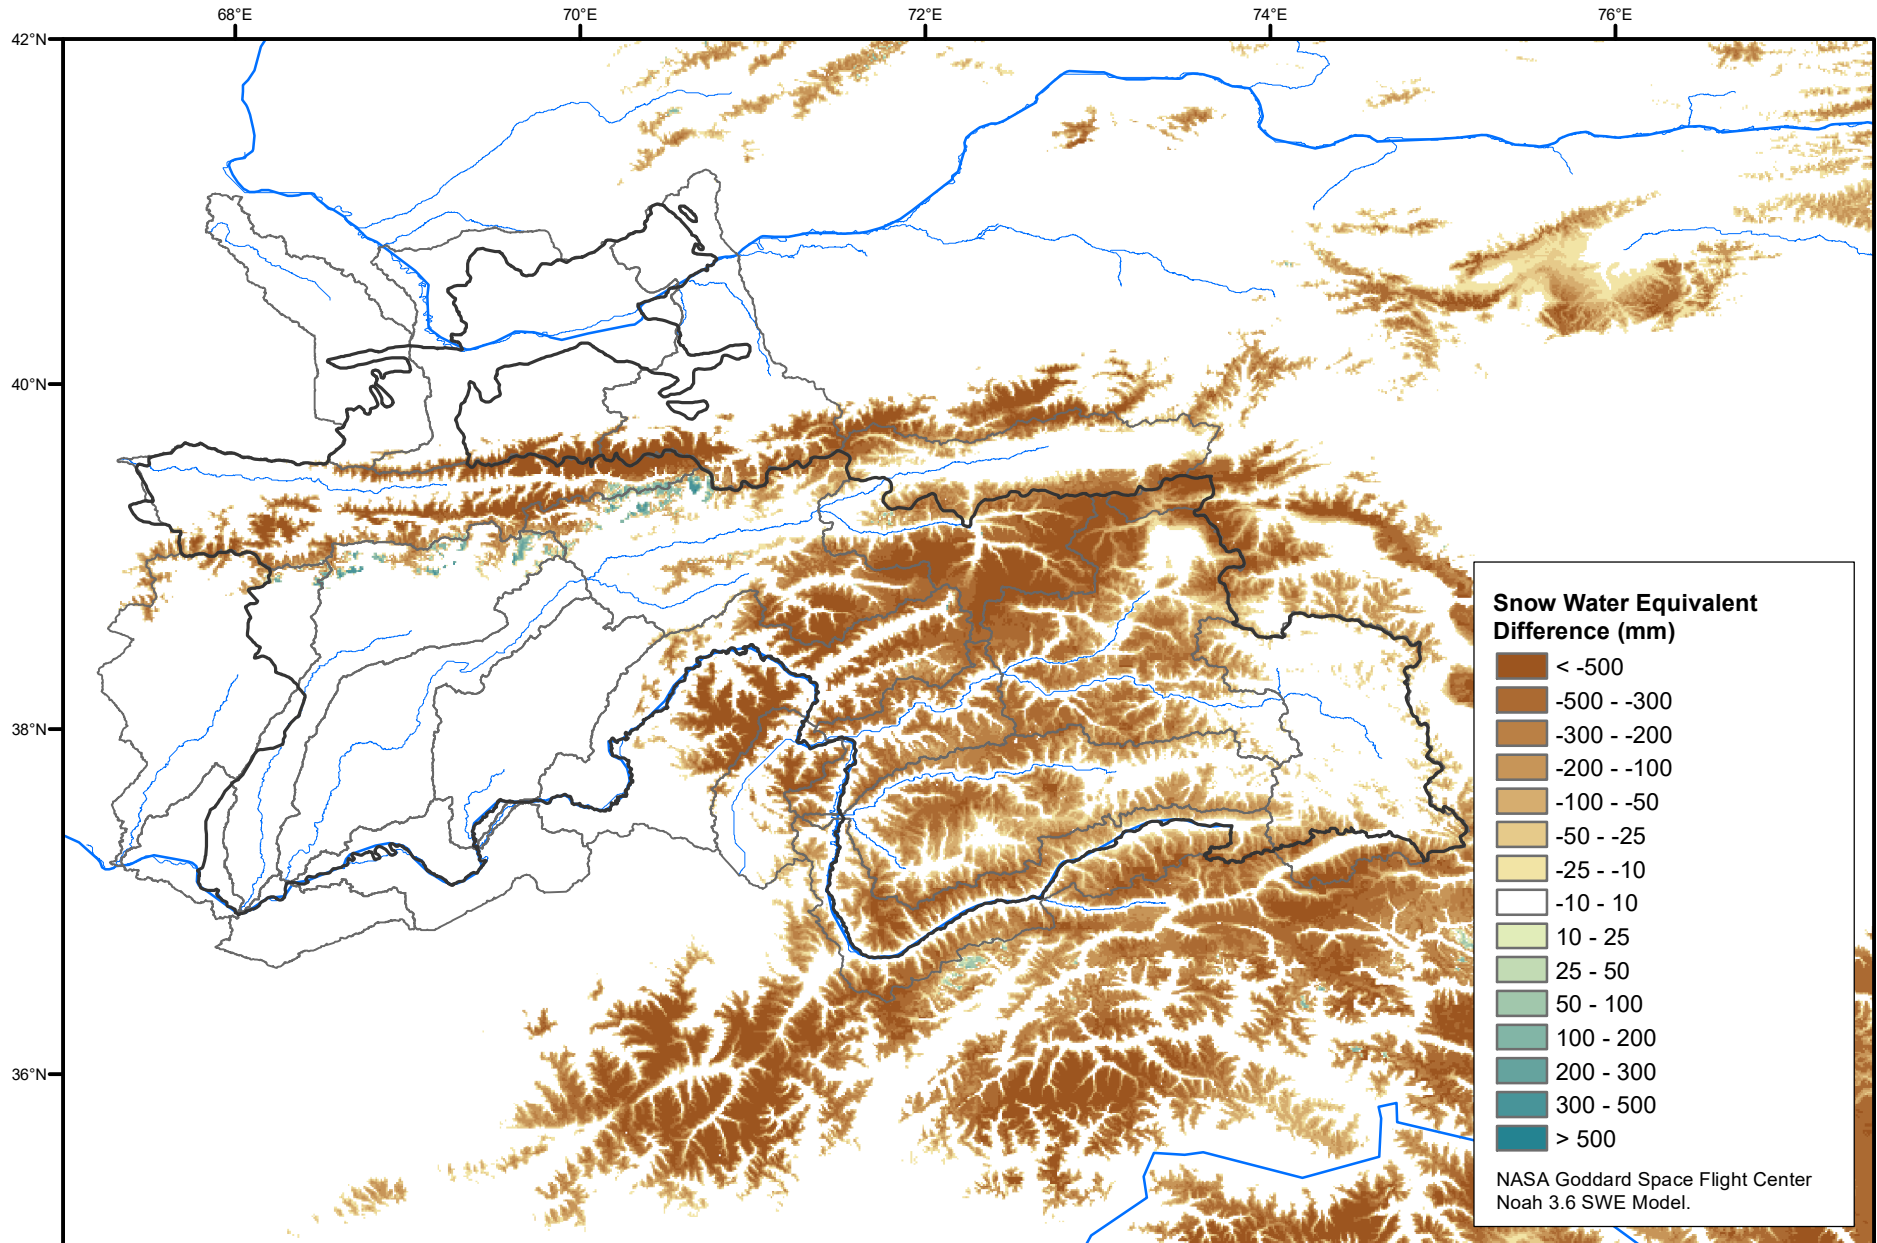 68°E
70°E
72°E
74°E
76°E
42°N
40°N
38°N
36°N
Snow Water Equivalent
Difference (mm)
< -500
-500 - -300
-300 - -200
-200 - -100
-100 - -50
-50 - -25
-25 - -10
-10 - 10
10 - 25
25 - 50
50 - 100
100 - 200
200 - 300
300 - 500
> 500
NASA Goddard Space Flight Center
Noah 3.6 SWE Model.